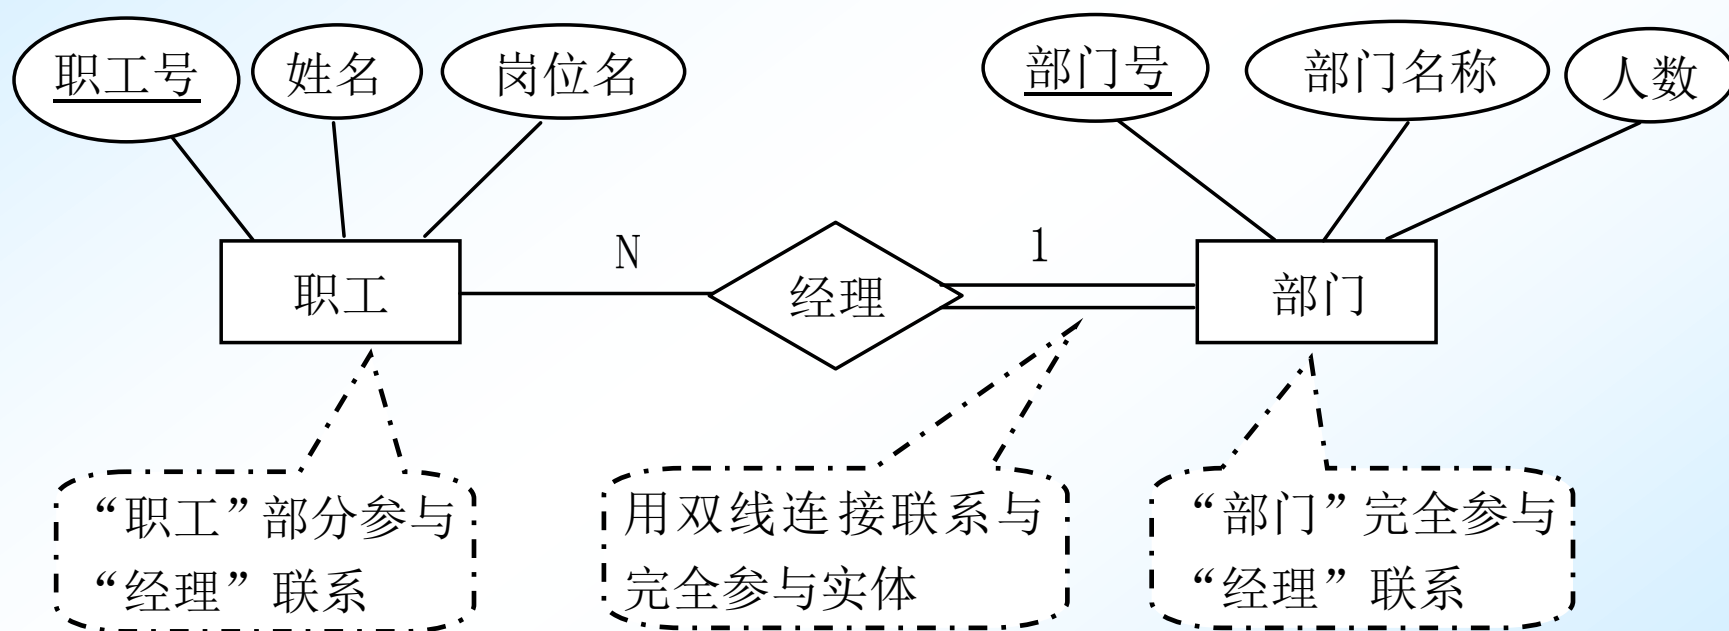 职工号
姓名
岗位名
部门号
部门名称
人数
职工
N
经理
1
部门
“职工”部分参与
“经理”联系
用双线连接联系与
完全参与实体
“部门”完全参与
“经理”联系